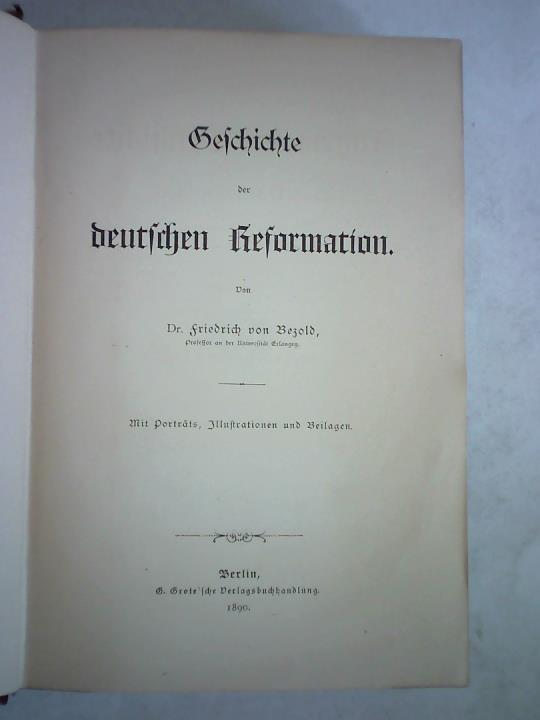 Geschichte
der
deutschen Reformation.
Von
Dr. Friedrich von Bezold,
Professor an der Universität Erlangen.
Mit Porträts, Illustrationen und Beilagen.
Berlin,
G. Grote'sche Verlagsbuchhandlung.
1890.